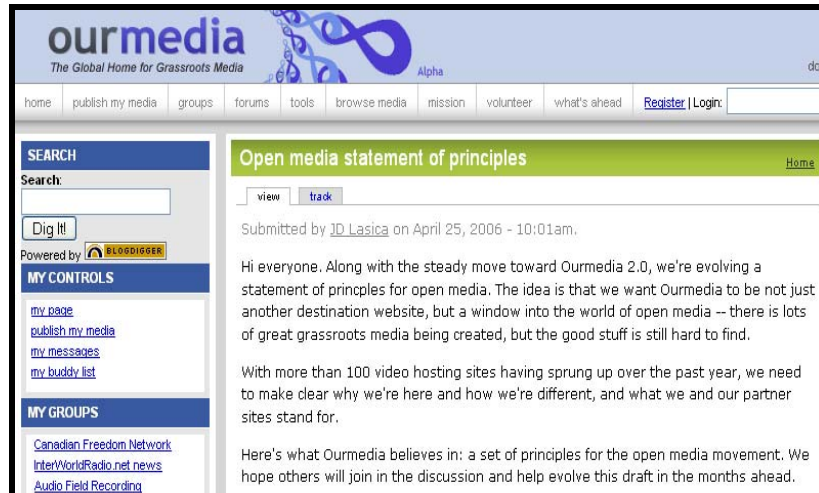 ourmedia
The Global Home for Grassroots Media
Alpha
home publish my media groups forums tools browse media mission volunteer what's ahead Register | Login:
SEARCH
Search:
Dig It!
Powered by BLOGDIGGER
MY CONTROLS
my page
publish my media
my messages
my buddy list
MY GROUPS
Canadian Freedom Network
InterWorldRadio.net news
Audio Field Recording
Open media statement of principles
Home
view track
Submitted by JD Lasica on April 25, 2006 - 10:01am.
Hi everyone. Along with the steady move toward Ourmedia 2.0, we're evolving a
statement of princples for open media. The idea is that we want Ourmedia to be not just
another destination website, but a window into the world of open media -- there is lots
of great grassroots media being created, but the good stuff is still hard to find.
With more than 100 video hosting sites having sprung up over the past year, we need
to make clear why we're here and how we're different, and what we and our partner
sites stand for.
Here's what Ourmedia believes in: a set of principles for the open media movement. We
hope others will join in the discussion and help evolve this draft in the months ahead.